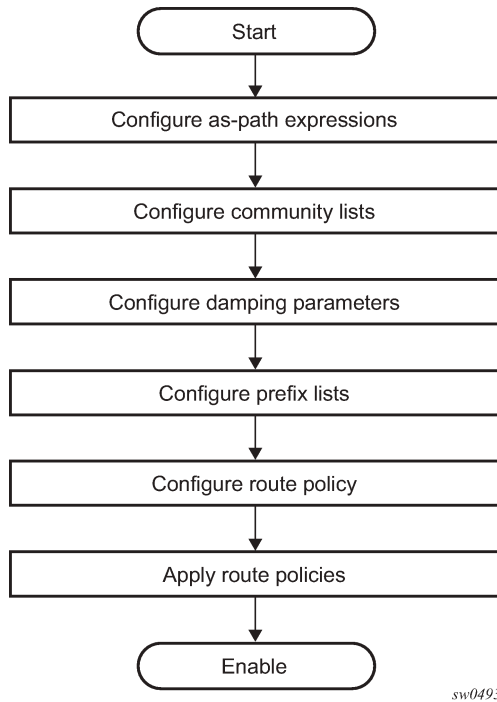 Start
Configure as-path expressions
Configure community lists
Configure damping parameters
Configure prefix lists
Configure route policy
Apply route policies
Enable
sw0493